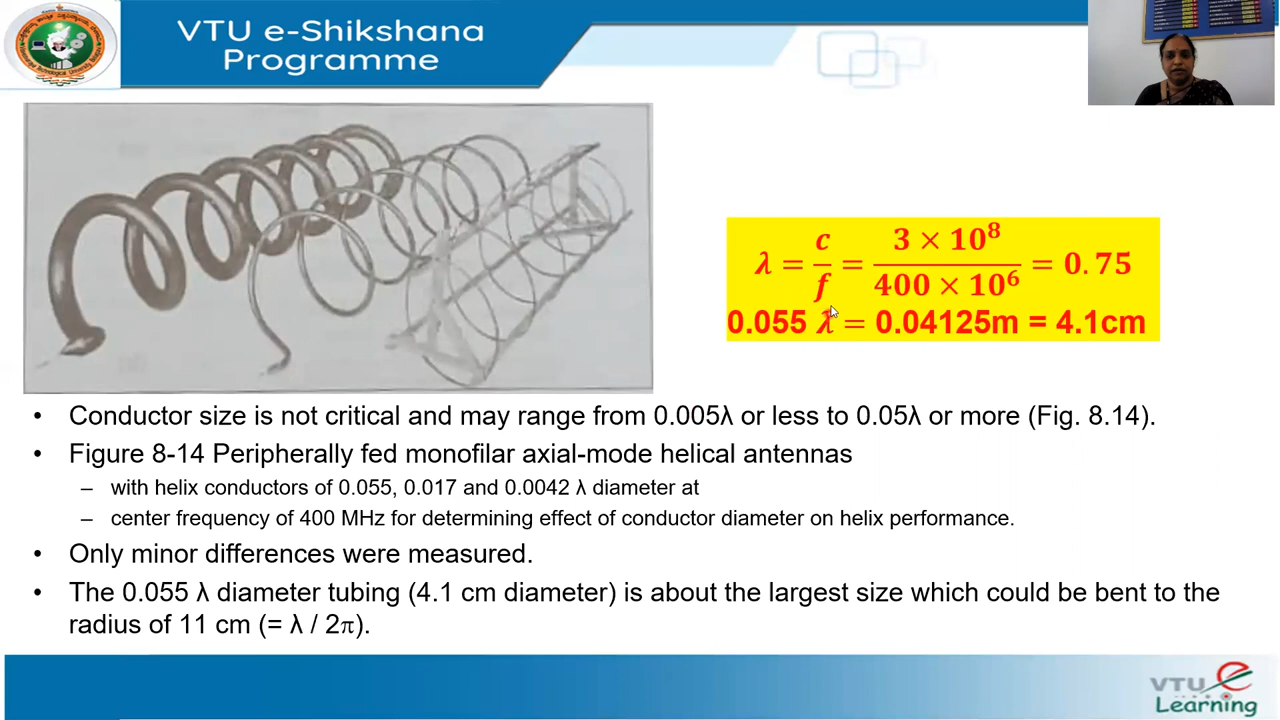 VTU e-Shikshana
Programme
λ = c/f = 3 × 10⁸ / 400 × 10⁶ = 0.75
0.055 λ = 0.04125m = 4.1cm
• Conductor size is not critical and may range from 0.005λ or less to 0.05λ or more (Fig. 8.14).
• Figure 8-14 Peripherally fed monofilar axial-mode helical antennas
– with helix conductors of 0.055, 0.017 and 0.0042 λ diameter at
– center frequency of 400 MHz for determining effect of conductor diameter on helix performance.
• Only minor differences were measured.
• The 0.055 λ diameter tubing (4.1 cm diameter) is about the largest size which could be bent to the
radius of 11 cm (= λ / 2π).
VTU e
Learning